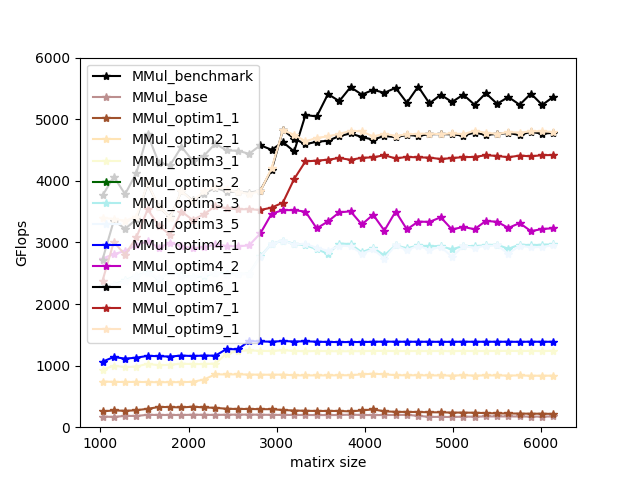 6000
5000
4000
3000
2000
1000
0
GFlops
MMul_benchmark
MMul_base
MMul_optim1_1
MMul_optim2_1
MMul_optim3_1
MMul_optim3_2
MMul_optim3_3
MMul_optim3_5
MMul_optim4_1
MMul_optim4_2
MMul_optim6_1
MMul_optim7_1
MMul_optim9_1
1000 2000 3000 4000 5000 6000
matirx size